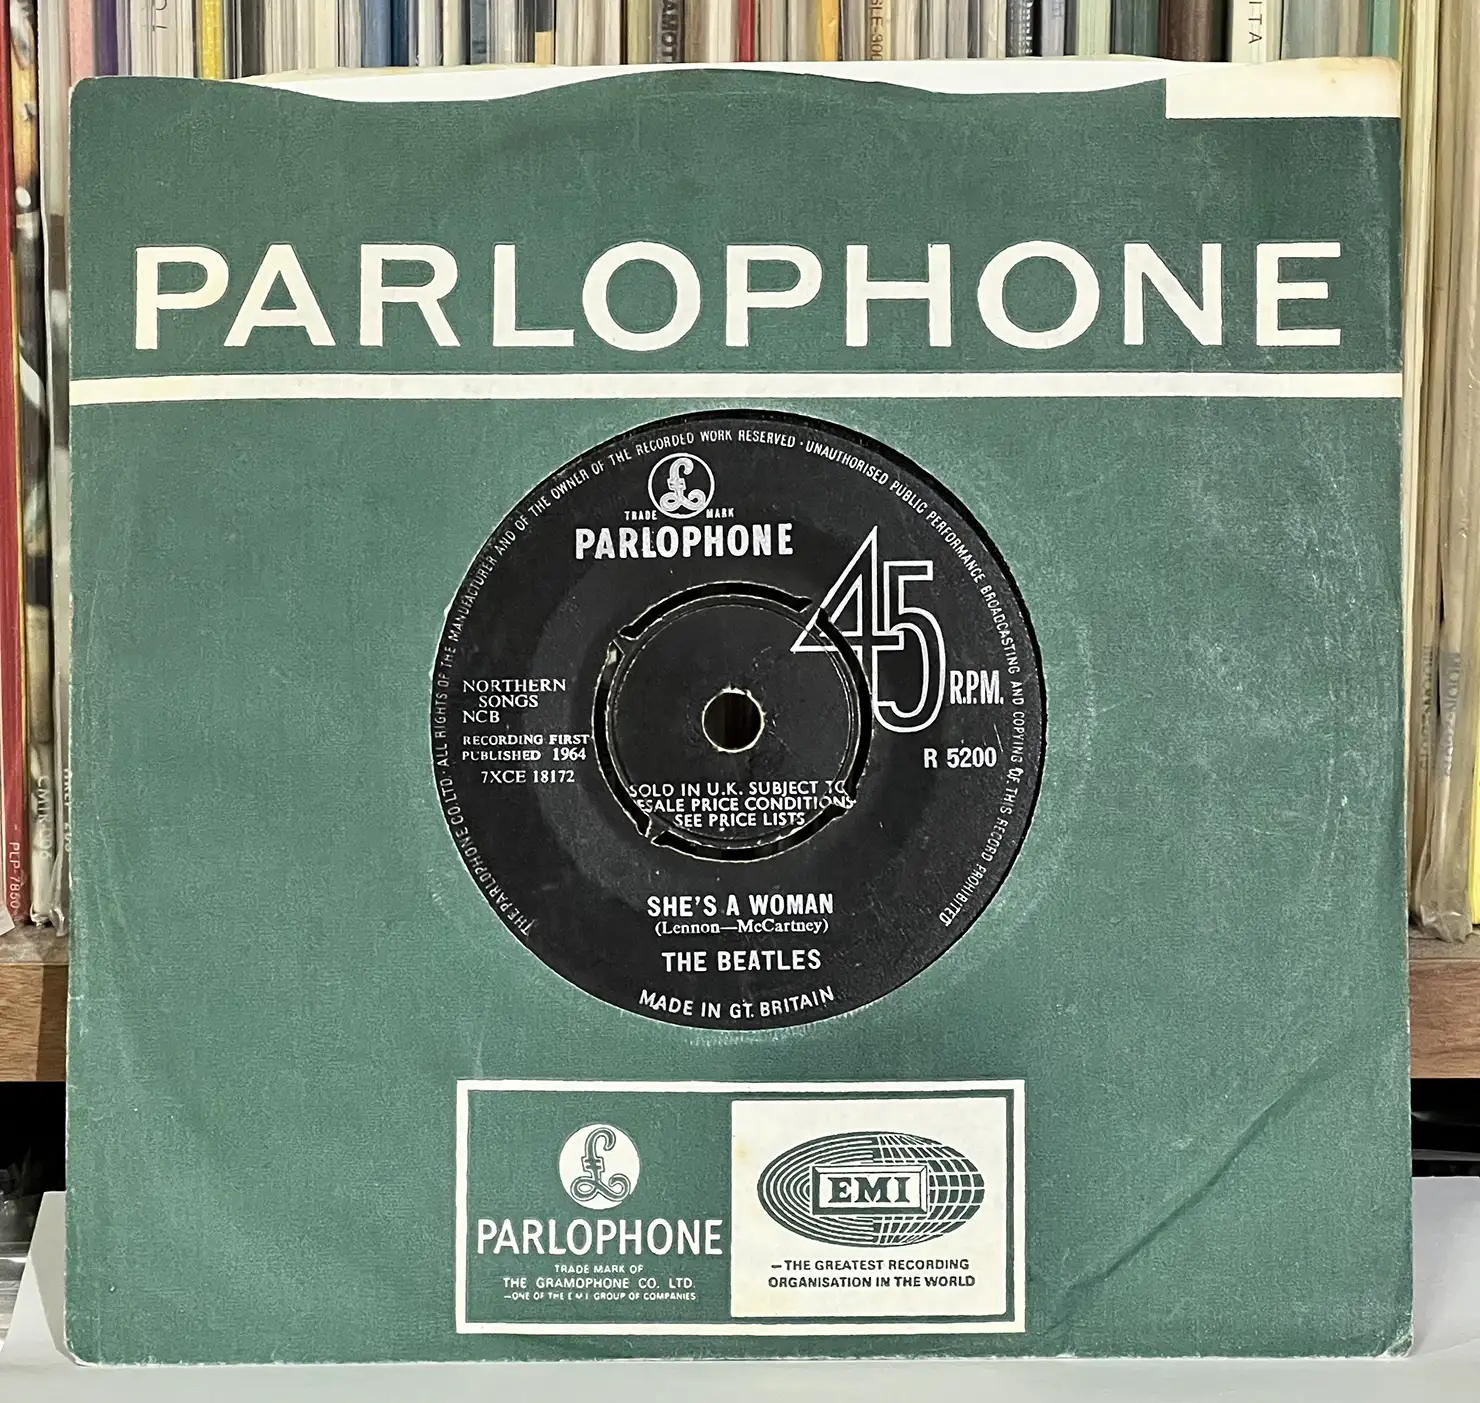 PARLOPHONE
THE PARLOPHONE CO. LTD. · ALL RIGHTS OF THE MANUFACTURER AND OF THE OWNER OF THE RECORDED WORK RESERVED · UNAUTHORISED PUBLIC PERFORMANCE BROADCASTING AND COPYING OF THIS RECORD PROHIBITED
£
TRADE MARK
PARLOPHONE
45
R.P.M.
NORTHERN
SONGS
NCB
RECORDING FIRST
PUBLISHED 1964
7XCE 18172
R 5200
SOLD IN U.K. SUBJECT TO
ESALE PRICE CONDITIONS
SEE PRICE LISTS
SHE'S A WOMAN
(Lennon—McCartney)
THE BEATLES
MADE IN GT. BRITAIN
£
PARLOPHONE
TRADE MARK OF
THE GRAMOPHONE CO. LTD.
—ONE OF THE E M I GROUP OF COMPANIES
EMI
—THE GREATEST RECORDING
ORGANISATION IN THE WORLD
PLP-7850